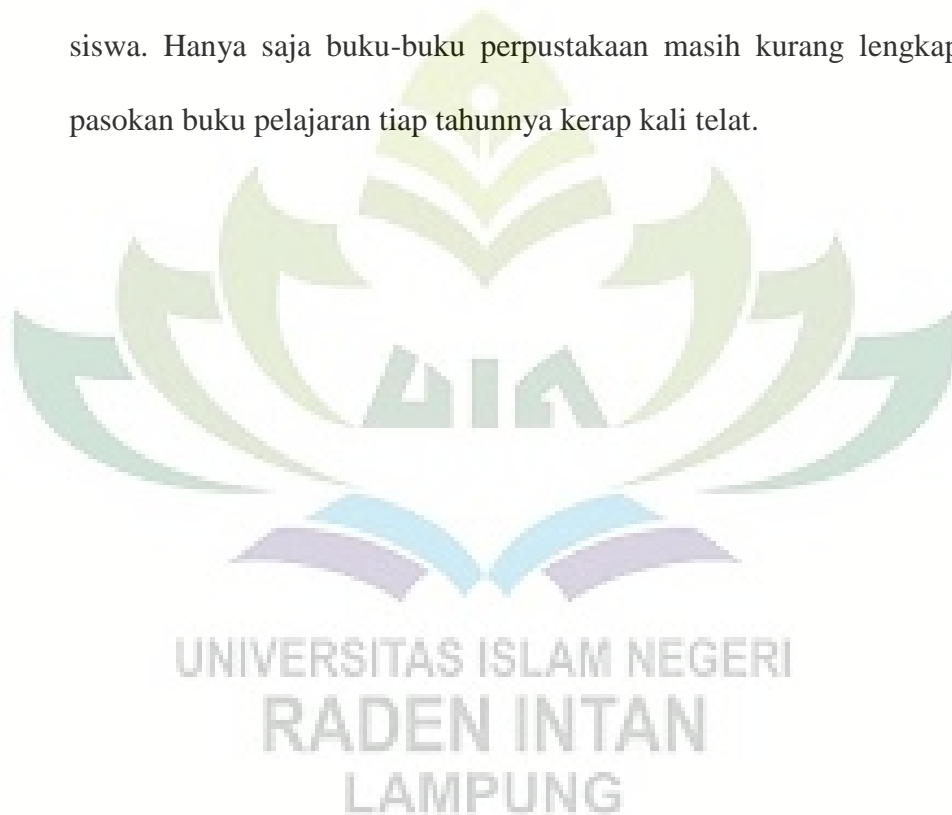 siswa. Hanya saja buku-buku perpustakaan masih kurang lengkap
pasokan buku pelajaran tiap tahunnya kerap kali telat.
UIN
UNIVERSITAS ISLAM NEGERI
RADEN INTAN
LAMPUNG